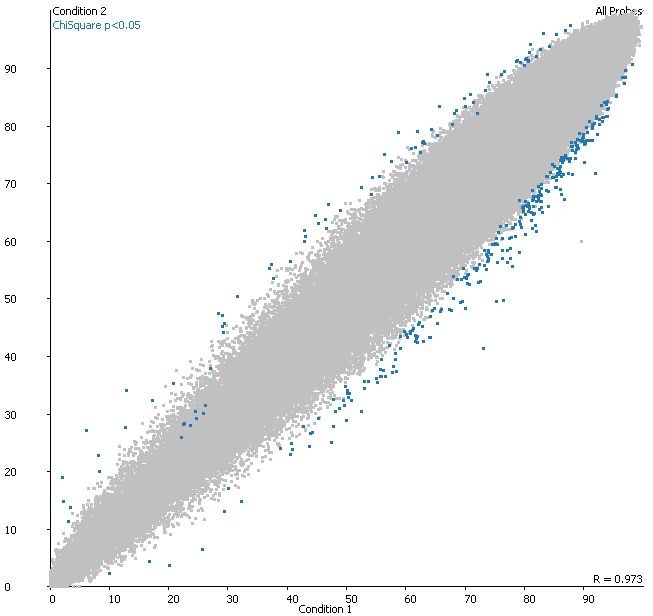 Condition 2
All Probes
ChiSquare p<0.05
90
80
70
60
50
40
30
20
10
0
R = 0.973
0 10 20 30 40 50 60 70 80 90
Condition 1